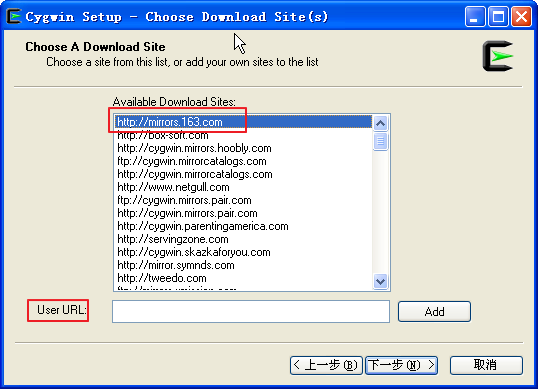 Cygwin Setup - Choose Download Site(s)
Choose A Download Site
Choose a site from this list, or add your own sites to the list
Available Download Sites:
http://mirrors.163.com
http://box-soft.com
http://cygwin.mirrors.hoobly.com
ftp://cygwin.mirrorcatalogs.com
http://cygwin.mirrorcatalogs.com
http://www.netgull.com
ftp://cygwin.mirrors.pair.com
http://cygwin.mirrors.pair.com
http://cygwin.parentingamerica.com
http://servingzone.com
http://cygwin.skazkaforyou.com
http://mirror.symnds.com
http://tweedo.com
ftp://mirrors.xmission.com
User URL:
Add
< 上一步(B)
下一步(N) >
取消